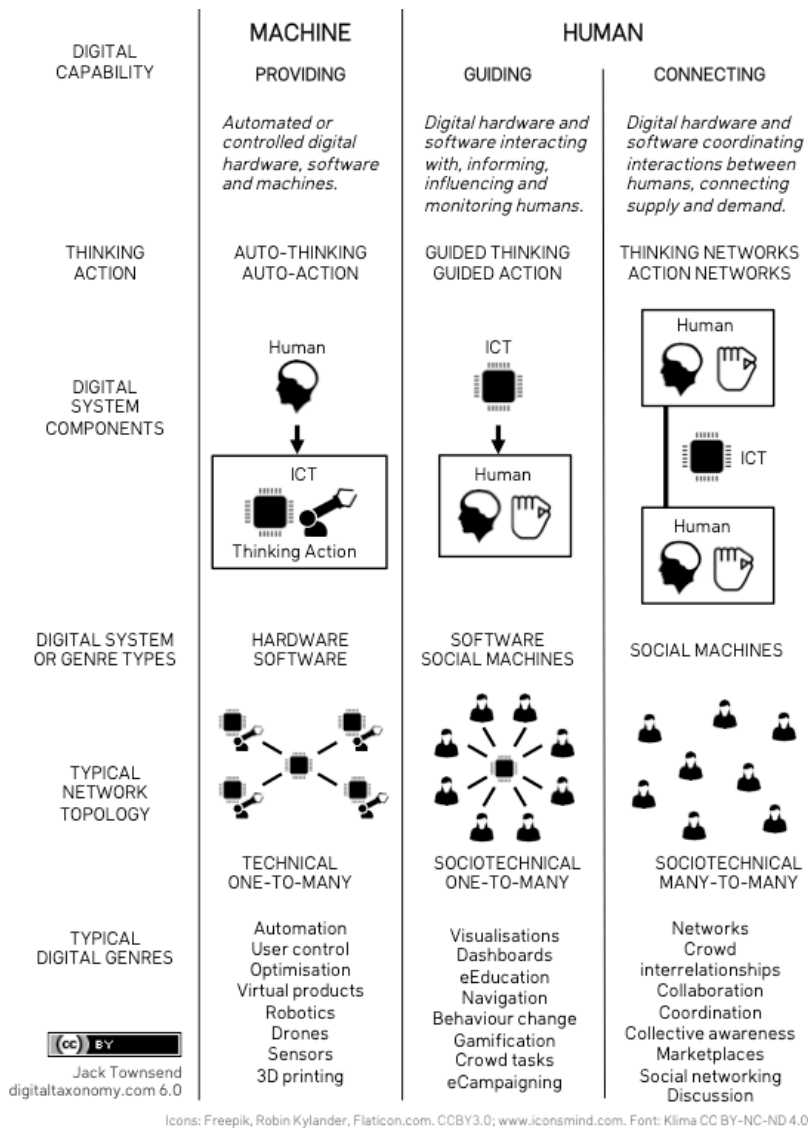 MACHINE
HUMAN
DIGITAL
CAPABILITY
PROVIDING
GUIDING
CONNECTING
Automated or
controlled digital
hardware, software
and machines.
Digital hardware and
software interacting
with, informing,
influencing and
monitoring humans.
Digital hardware and
software coordinating
interactions between
humans, connecting
supply and demand.
THINKING
ACTION
AUTO-THINKING
AUTO-ACTION
GUIDED THINKING
GUIDED ACTION
THINKING NETWORKS
ACTION NETWORKS
DIGITAL
SYSTEM
COMPONENTS
Human
ICT
Thinking Action
ICT
Human
Human
ICT
Human
DIGITAL SYSTEM
OR GENRE TYPES
HARDWARE
SOFTWARE
SOFTWARE
SOCIAL MACHINES
SOCIAL MACHINES
TYPICAL
NETWORK
TOPOLOGY
TECHNICAL
ONE-TO-MANY
SOCIOTECHNICAL
ONE-TO-MANY
SOCIOTECHNICAL
MANY-TO-MANY
TYPICAL
DIGITAL GENRES
Automation
User control
Optimisation
Virtual products
Robotics
Drones
Sensors
3D printing
Visualisations
Dashboards
eEducation
Navigation
Behaviour change
Gamification
Crowd tasks
eCampaigning
Networks
Crowd
interrelationships
Collaboration
Coordination
Collective awareness
Marketplaces
Social networking
Discussion
cc BY
Jack Townsend
digitaltaxonomy.com 6.0
Icons: Freepik, Robin Kylander, Flaticon.com. CCBY3.0; www.iconsmind.com. Font: Klima CC BY-NC-ND 4.0